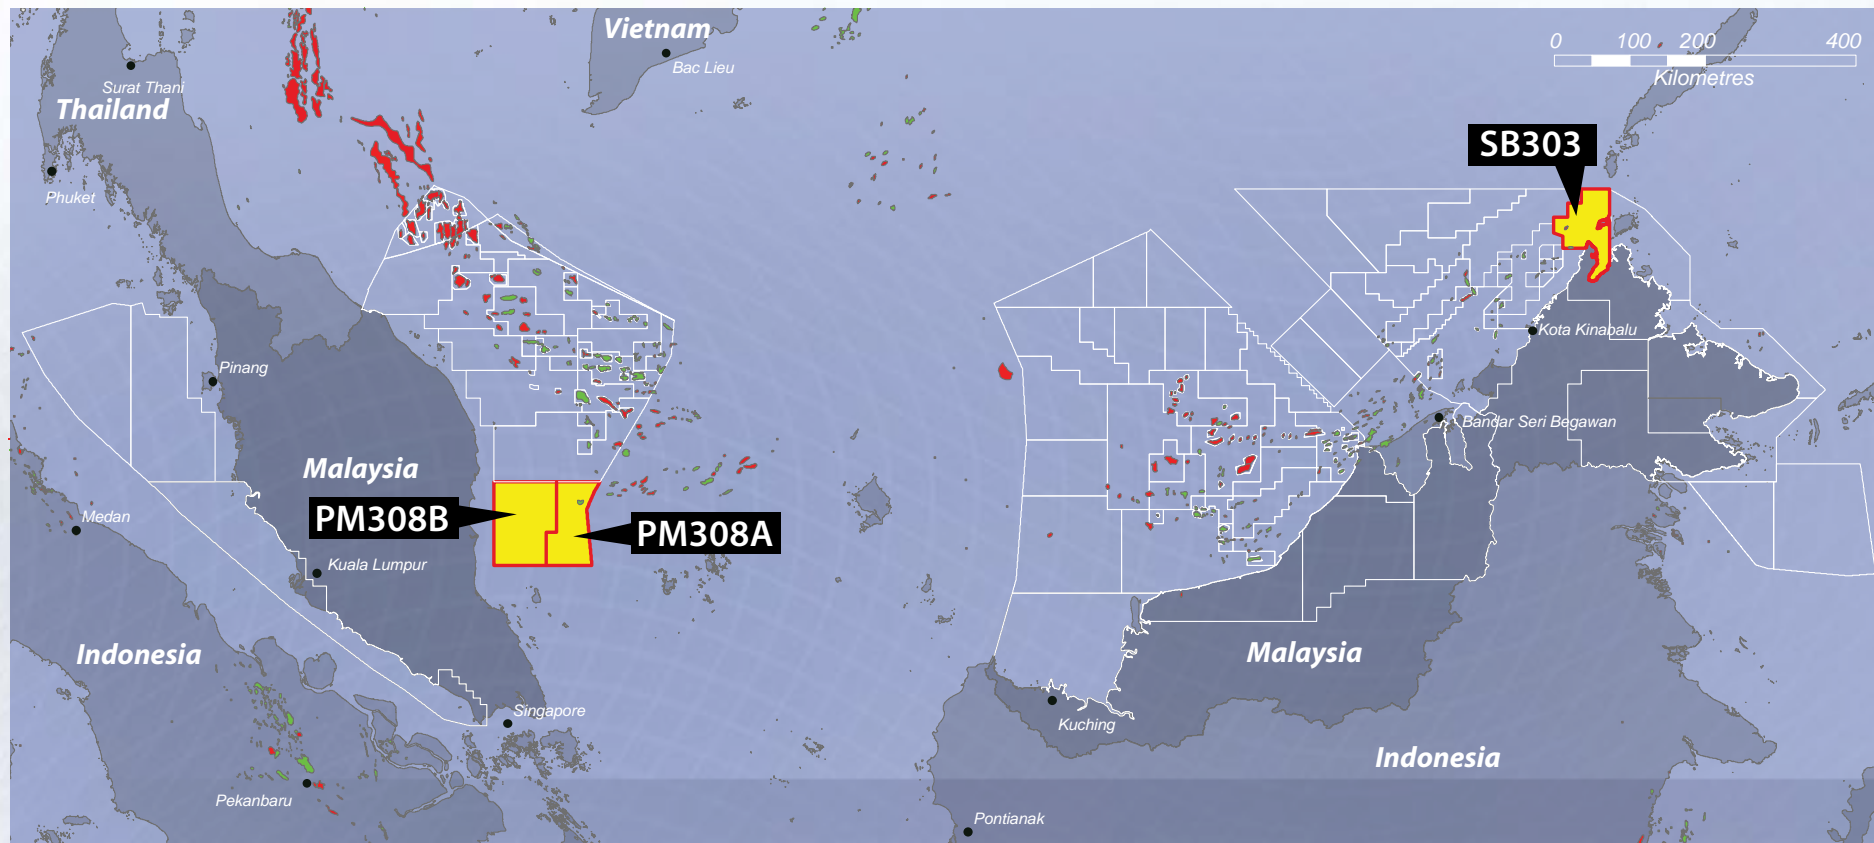 Vietnam
Bac Lieu
0 100 200 400
Kilometres
Surat Thani
Thailand
Phuket
SB303
Pinang
Kota Kinabalu
Bandar Seri Begawan
Malaysia
PM308B
PM308A
Medan
Kuala Lumpur
Indonesia
Malaysia
Singapore
Kuching
Indonesia
Pekanbaru
Pontianak